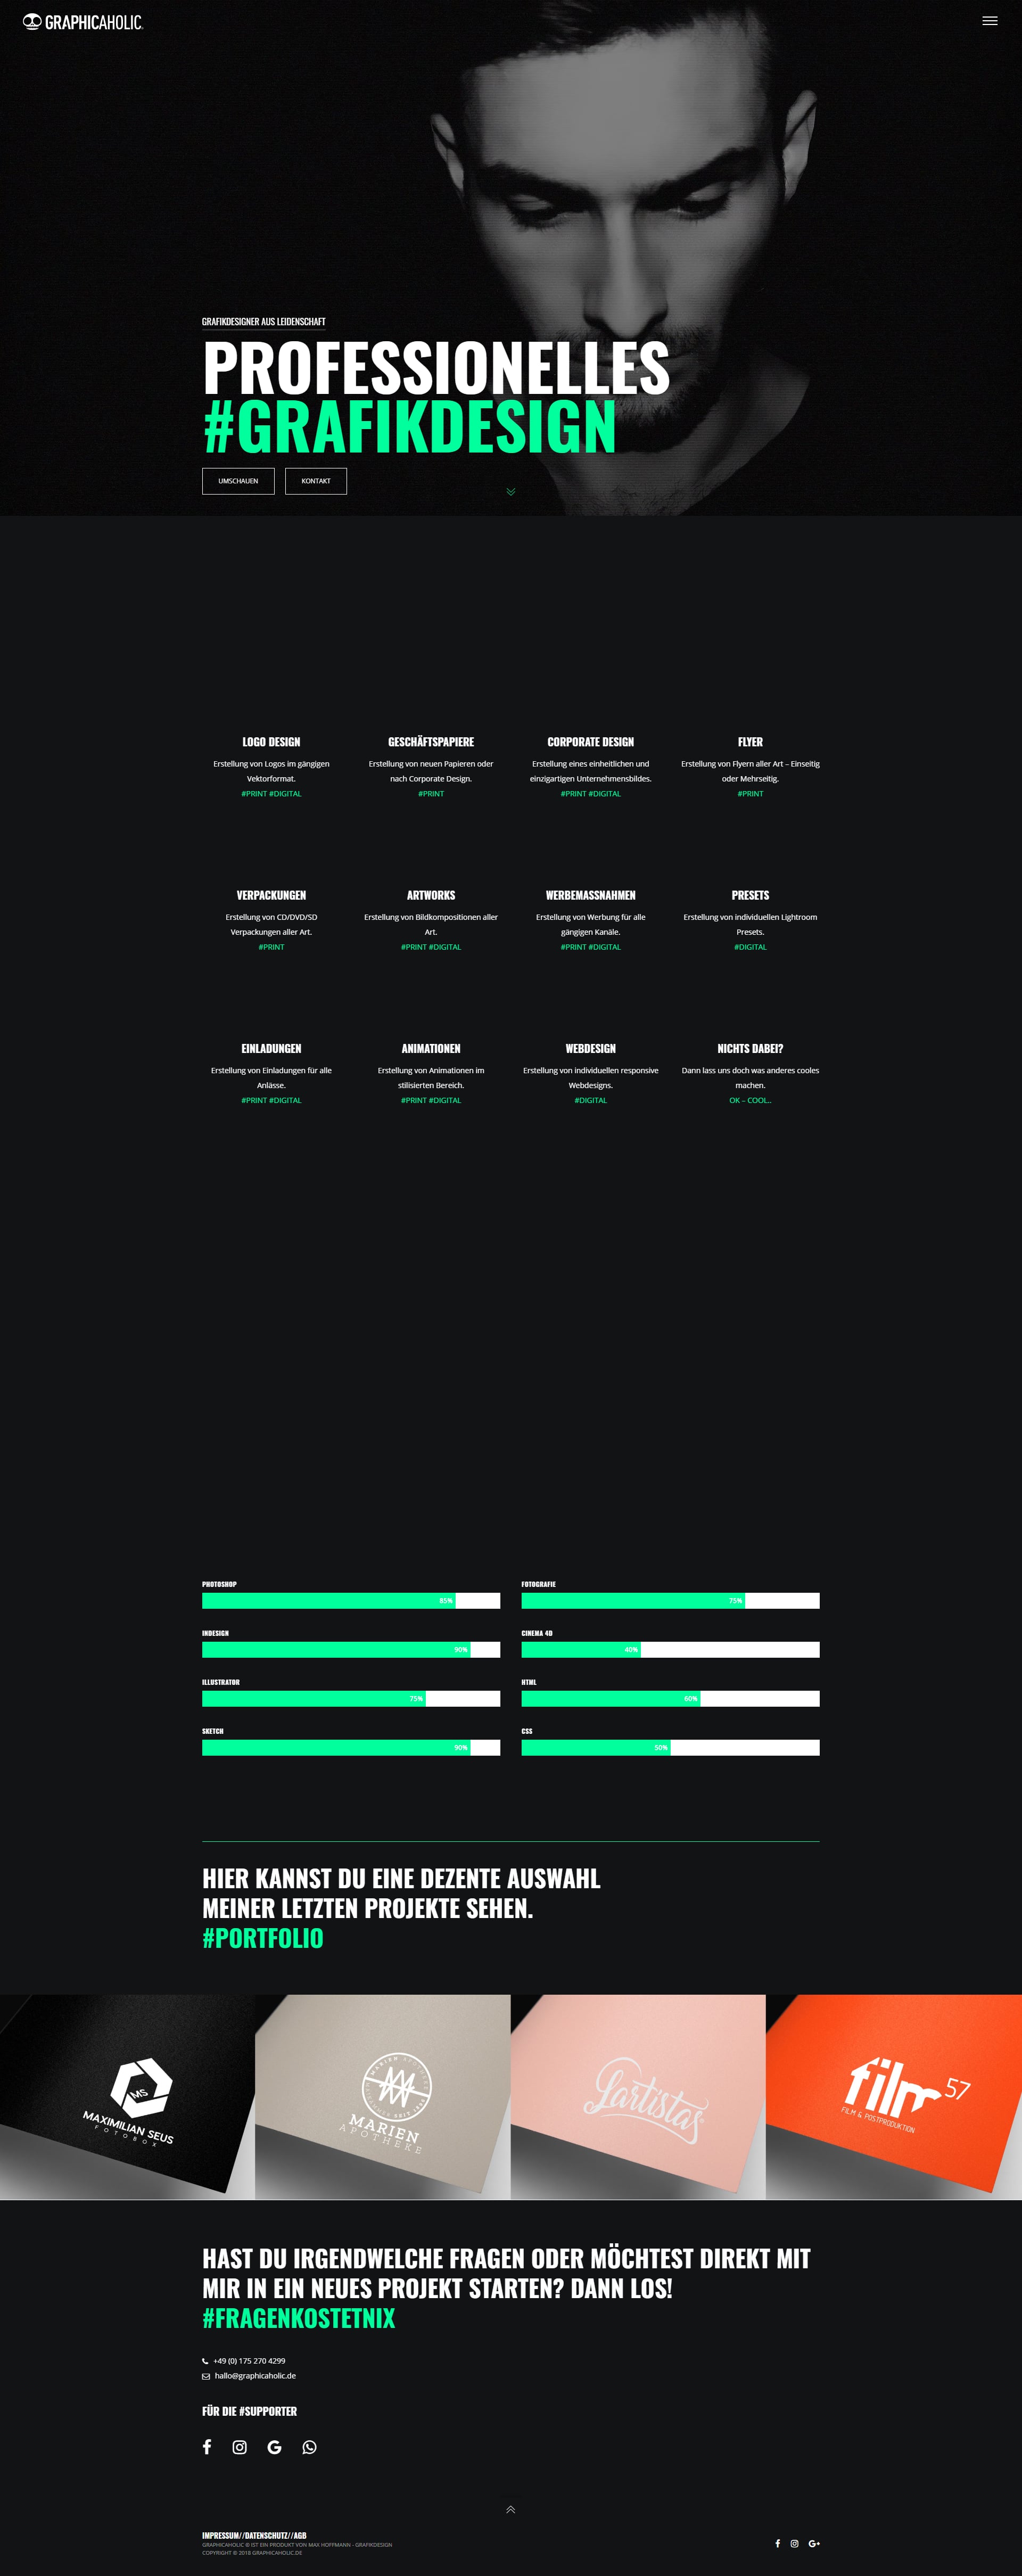 GRAPHICAHOLIC
GRAFIKDESIGNER AUS LEIDENSCHAFT
PROFESSIONELLES
#GRAFIKDESIGN
UMSCHAUEN
KONTAKT
LOGO DESIGN
Erstellung von Logos im gängigen
Vektorformat.
#PRINT #DIGITAL
GESCHÄFTSPAPIERE
Erstellung von neuen Papieren oder
nach Corporate Design.
#PRINT
CORPORATE DESIGN
Erstellung eines einheitlichen und
einzigartigen Unternehmensbildes.
#PRINT #DIGITAL
FLYER
Erstellung von Flyern aller Art – Einseitig
oder Mehrseitig.
#PRINT
VERPACKUNGEN
Erstellung von CD/DVD/SD
Verpackungen aller Art.
#PRINT
ARTWORKS
Erstellung von Bildkompositionen aller
Art.
#PRINT #DIGITAL
WERBEMASSNAHMEN
Erstellung von Werbung für alle
gängigen Kanäle.
#PRINT #DIGITAL
PRESETS
Erstellung von individuellen Lightroom
Presets.
#DIGITAL
EINLADUNGEN
Erstellung von Einladungen für alle
Anlässe.
#PRINT #DIGITAL
ANIMATIONEN
Erstellung von Animationen im
stilisierten Bereich.
#PRINT #DIGITAL
WEBDESIGN
Erstellung von individuellen responsive
Webdesigns.
#DIGITAL
NICHTS DABEI?
Dann lass uns doch was anderes cooles
machen.
OK – COOL..
PHOTOSHOP
85%
INDESIGN
90%
ILLUSTRATOR
75%
SKETCH
90%
FOTOGRAFIE
75%
CINEMA 4D
40%
HTML
60%
CSS
50%
HIER KANNST DU EINE DEZENTE AUSWAHL
MEINER LETZTEN PROJEKTE SEHEN.
#PORTFOLIO
MS
MAXIMILIAN SEUS
FOTOBOX
MARIEN
APOTHEKE
Lartistas
film 57
FILM & POSTPRODUKTION
HAST DU IRGENDWELCHE FRAGEN ODER MÖCHTEST DIREKT MIT
MIR IN EIN NEUES PROJEKT STARTEN? DANN LOS!
#FRAGENKOSTETNIX
+49 (0) 175 270 4299
hallo@graphicaholic.de
FÜR DIE #SUPPORTER
IMPRESSUM//DATENSCHUTZ//AGB
GRAPHICAHOLIC © IST EIN PRODUKT VON MAX HOFFMANN - GRAFIKDESIGN
COPYRIGHT © 2018 GRAPHICAHOLIC.DE